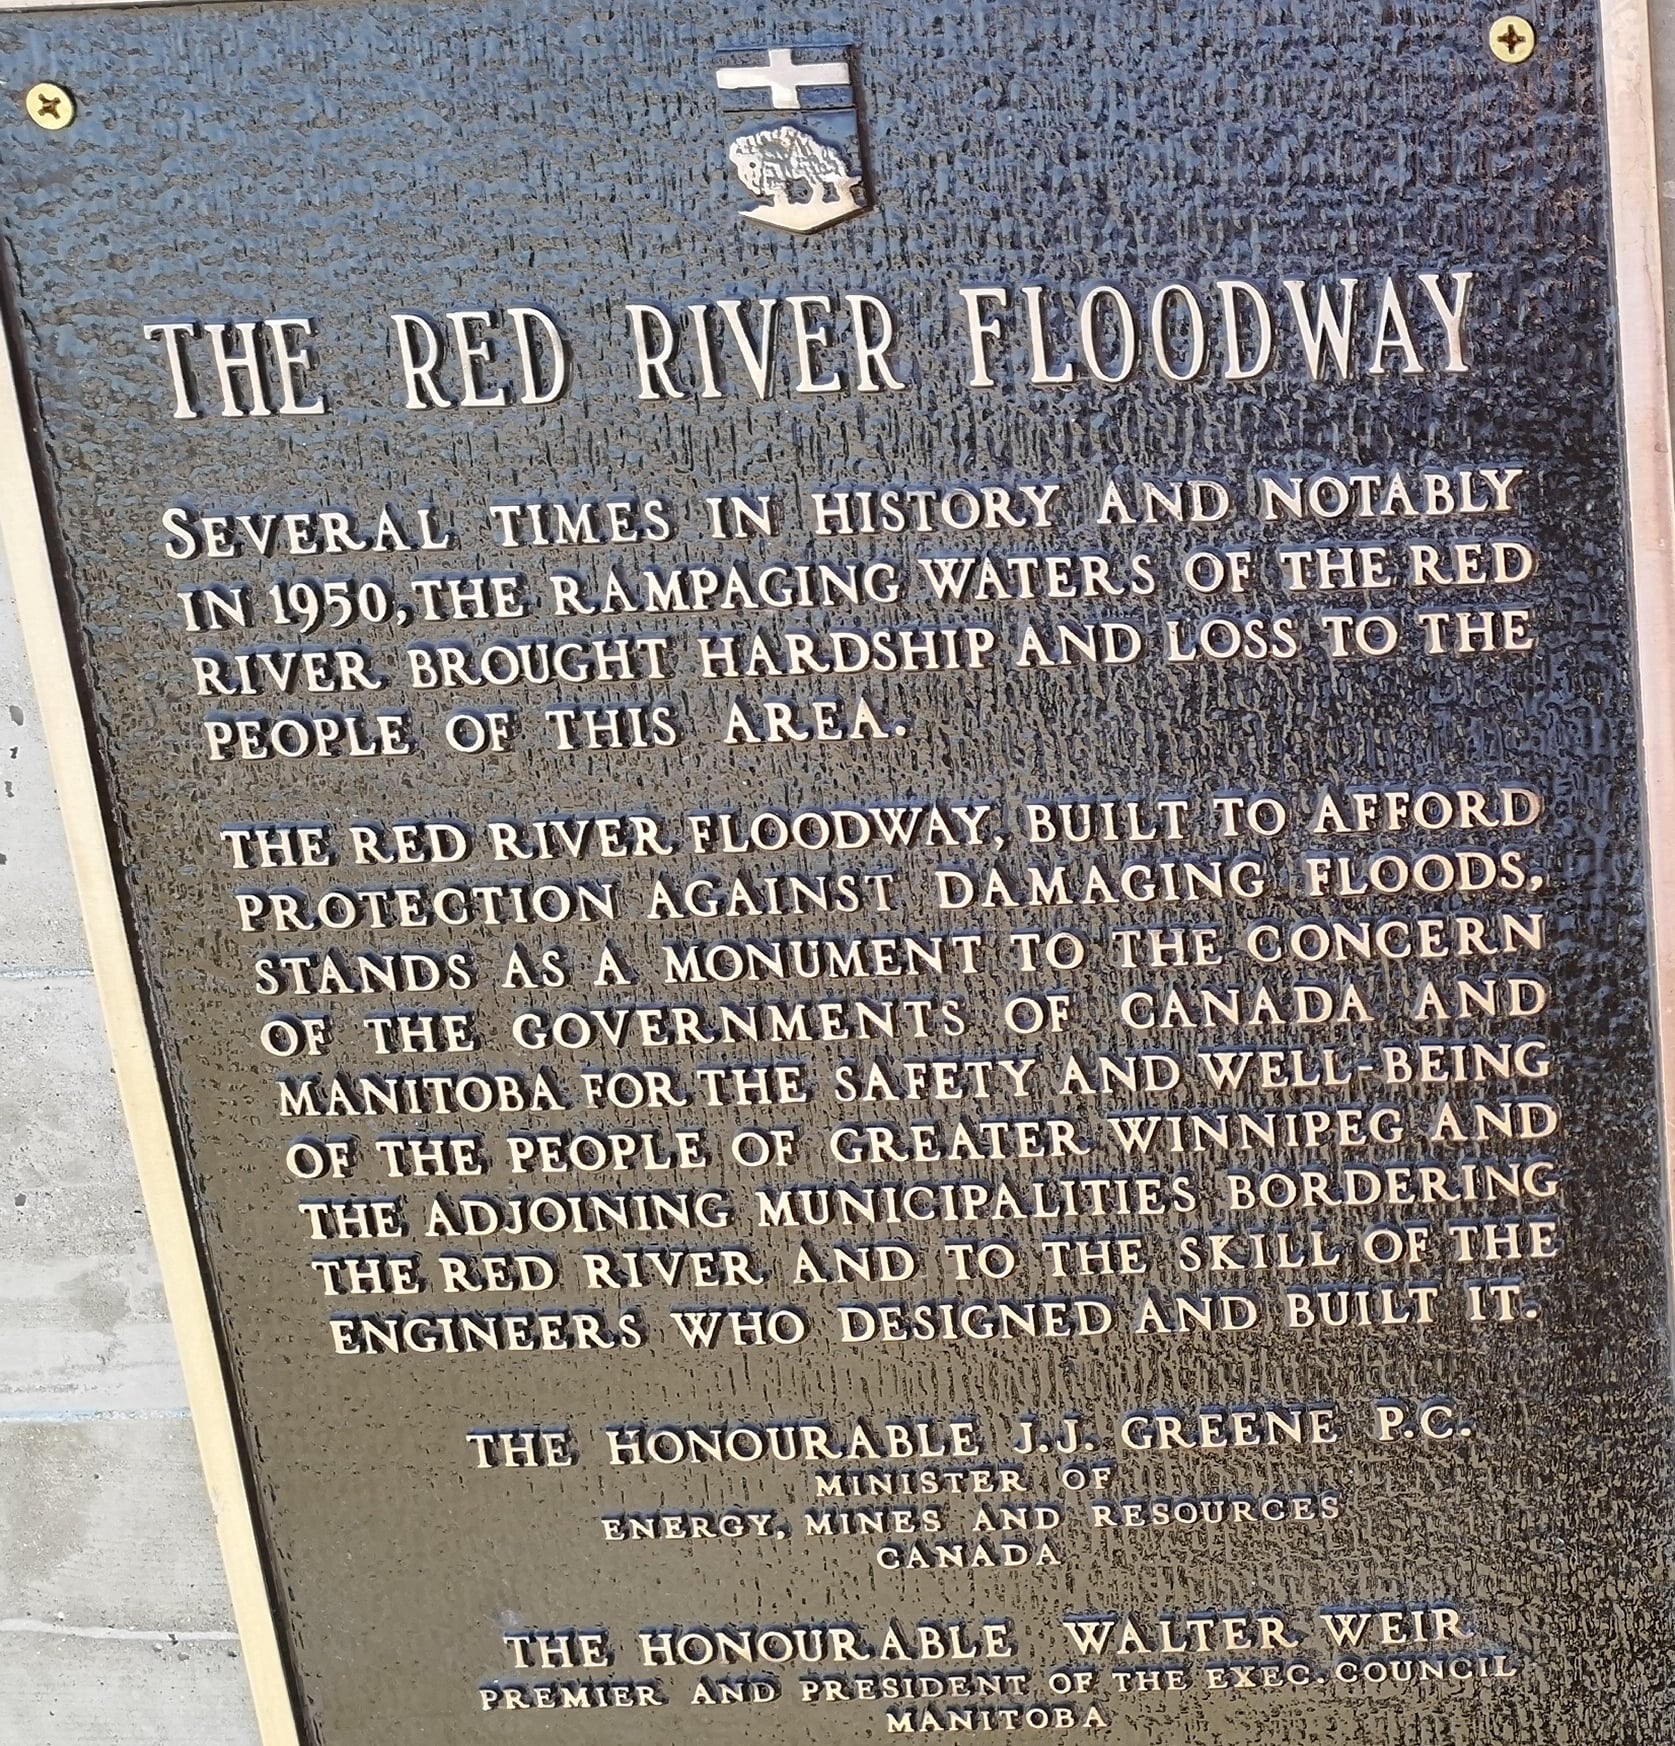 THE RED RIVER FLOODWAY
SEVERAL TIMES IN HISTORY AND NOTABLY
IN 1950, THE RAMPAGING WATERS OF THE RED
RIVER BROUGHT HARDSHIP AND LOSS TO THE
PEOPLE OF THIS AREA.
THE RED RIVER FLOODWAY, BUILT TO AFFORD
PROTECTION AGAINST DAMAGING FLOODS,
STANDS AS A MONUMENT TO THE CONCERN
OF THE GOVERNMENTS OF CANADA AND
MANITOBA FOR THE SAFETY AND WELL-BEING
OF THE PEOPLE OF GREATER WINNIPEG AND
THE ADJOINING MUNICIPALITIES BORDERING
THE RED RIVER AND TO THE SKILL OF THE
ENGINEERS WHO DESIGNED AND BUILT IT.
THE HONOURABLE J.J. GREENE P.C.
MINISTER OF
ENERGY, MINES AND RESOURCES
CANADA
THE HONOURABLE WALTER WEIR
PREMIER AND PRESIDENT OF THE EXEC. COUNCIL
MANITOBA